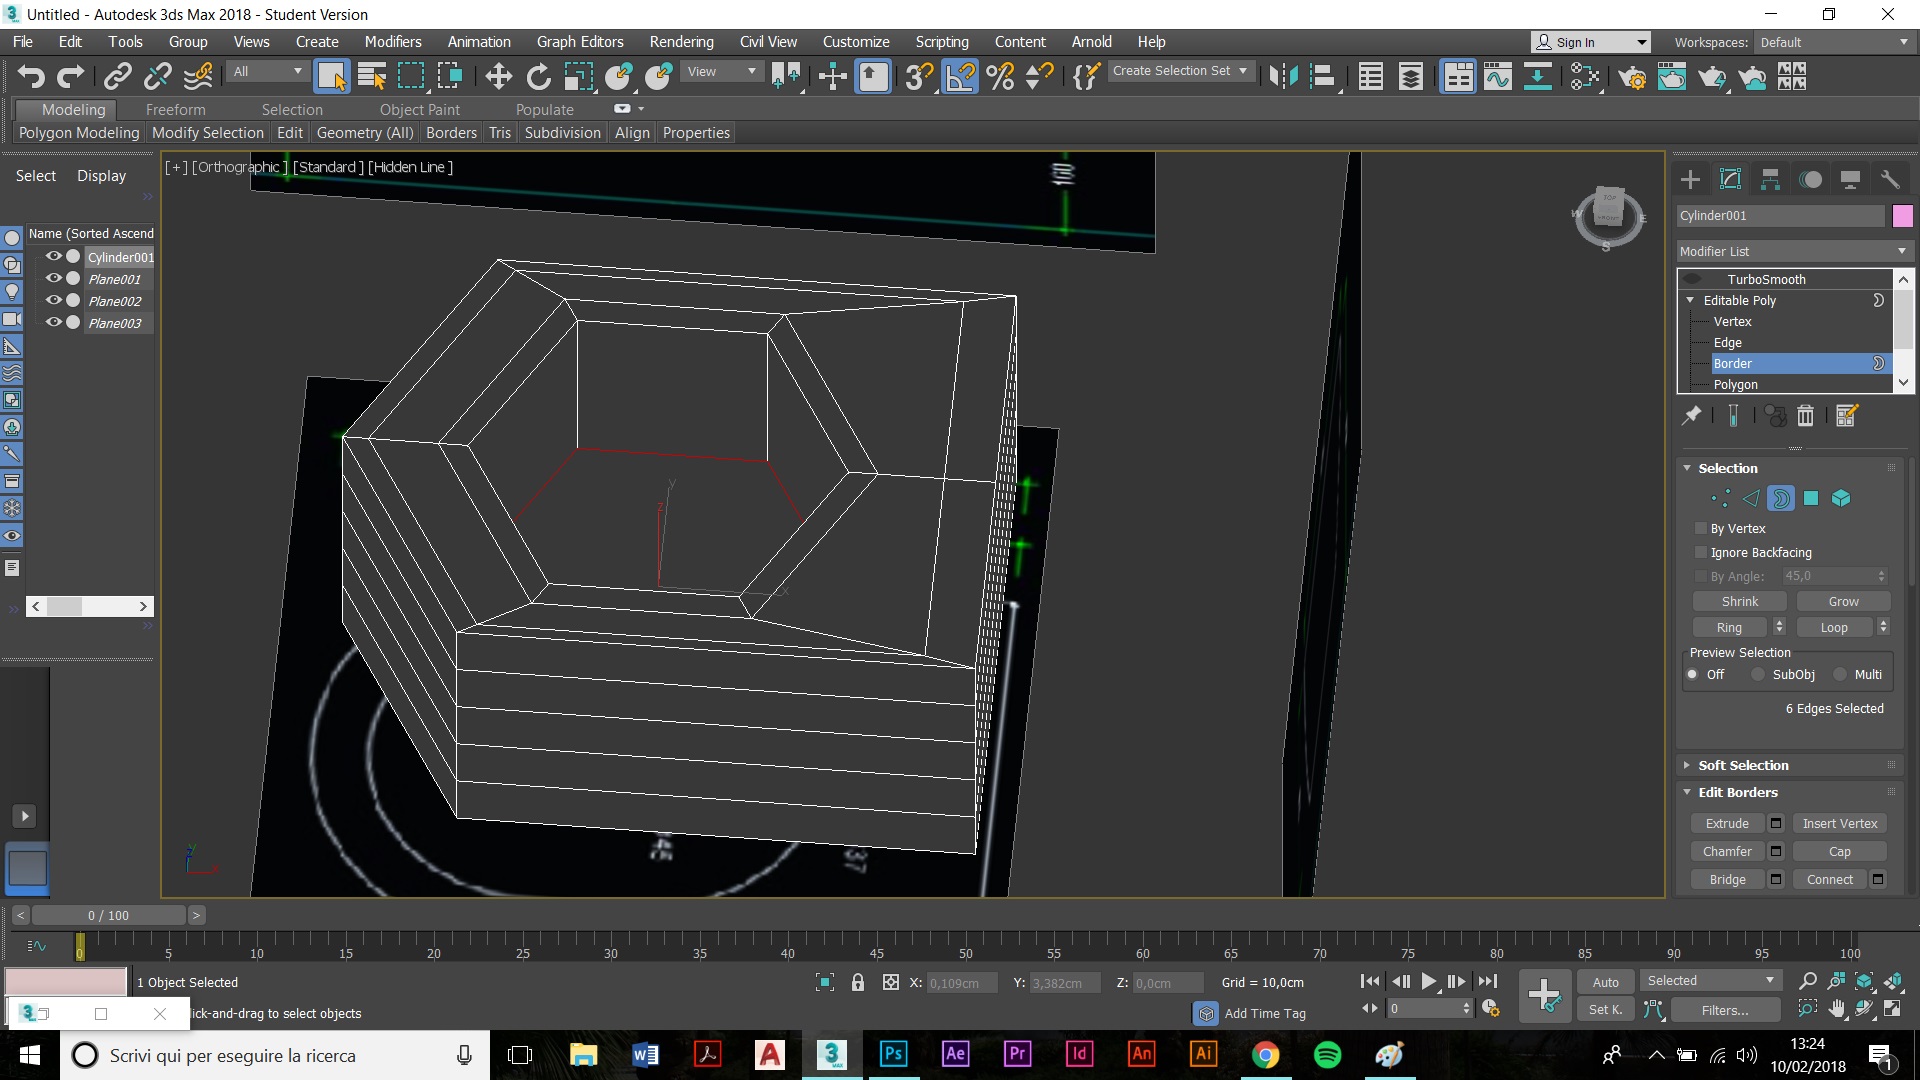 Untitled - Autodesk 3ds Max 2018 - Student Version
File Edit Tools Group Views Create Modifiers Animation Graph Editors Rendering Civil View Customize Scripting Content Arnold Help
Sign In
Workspaces: Default
All
View
Create Selection Set
Modeling Freeform Selection Object Paint Populate
Polygon Modeling Modify Selection Edit Geometry (All) Borders Tris Subdivision Align Properties
Select Display
Name (Sorted Ascend
Cylinder001
Plane001
Plane002
Plane003
[+] [Orthographic ] [Standard ] [Hidden Line ]
100
TOP
FRONT
W
E
S
y
z
x
145
37
Cylinder001
Modifier List
TurboSmooth
Editable Poly
Vertex
Edge
Border
Polygon
Selection
By Vertex
Ignore Backfacing
By Angle: 45,0
Shrink Grow
Ring Loop
Preview Selection
Off SubObj Multi
6 Edges Selected
Soft Selection
Edit Borders
Extrude Insert Vertex
Chamfer Cap
Bridge Connect
< 0 / 100 >
0 5 10 15 20 25 30 35 40 45 50 55 60 65 70 75 80 85 90 95 100
1 Object Selected
X: 0,109cm Y: 3,382cm Z: 0,0cm Grid = 10,0cm
Auto Selected
lick-and-drag to select objects
Add Time Tag
0
Set K. Filters...
Scrivi qui per eseguire la ricerca
13:24
10/02/2018
1